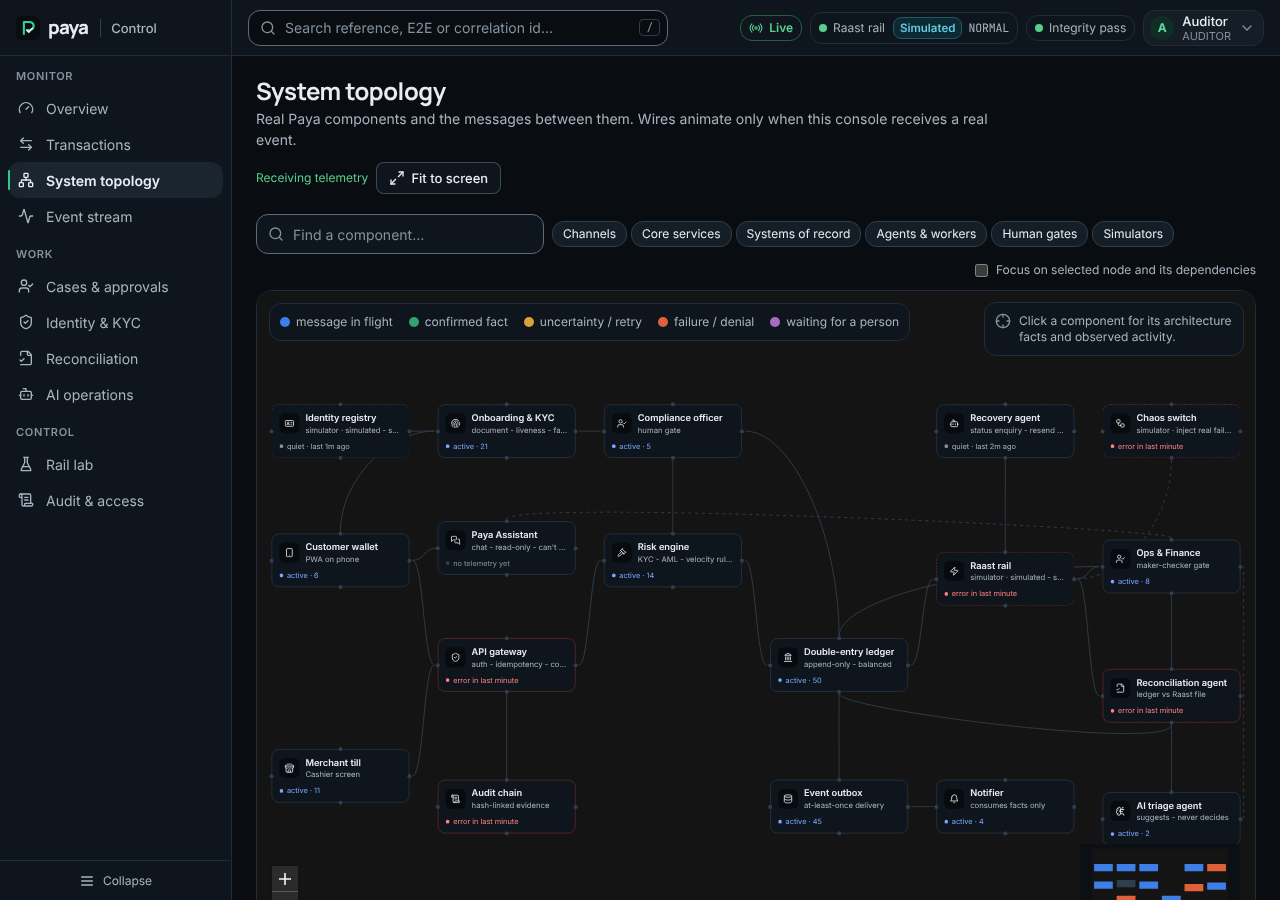 paya
Control
Search reference, E2E or correlation id...
/
Live
Raast rail
Simulated
NORMAL
Integrity pass
A
Auditor
AUDITOR
MONITOR
Overview
Transactions
System topology
Event stream
WORK
Cases & approvals
Identity & KYC
Reconciliation
AI operations
CONTROL
Rail lab
Audit & access
Collapse
System topology
Real Paya components and the messages between them. Wires animate only when this console receives a real
event.
Receiving telemetry
Fit to screen
Find a component...
Channels
Core services
Systems of record
Agents & workers
Human gates
Simulators
Focus on selected node and its dependencies
message in flight
confirmed fact
uncertainty / retry
failure / denial
waiting for a person
Click a component for its architecture
facts and observed activity.
Identity registry
simulator · simulated - s...
quiet · last 1m ago
Onboarding & KYC
document - liveness - fa...
active · 21
Compliance officer
human gate
active · 5
Recovery agent
status enquiry - resend ...
quiet · last 2m ago
Chaos switch
simulator · inject real fail...
error in last minute
Customer wallet
PWA on phone
active · 6
Paya Assistant
chat - read-only - can't ...
no telemetry yet
Risk engine
KYC - AML - velocity rul...
active · 14
Raast rail
simulator · simulated - s...
error in last minute
Ops & Finance
maker-checker gate
active · 8
API gateway
auth - idempotency - co...
error in last minute
Double-entry ledger
append-only - balanced
active · 50
Reconciliation agent
ledger vs Raast file
error in last minute
Merchant till
Cashier screen
active · 11
Audit chain
hash-linked evidence
error in last minute
Event outbox
at-least-once delivery
active · 45
Notifier
consumes facts only
active · 4
AI triage agent
suggests - never decides
active · 2
+